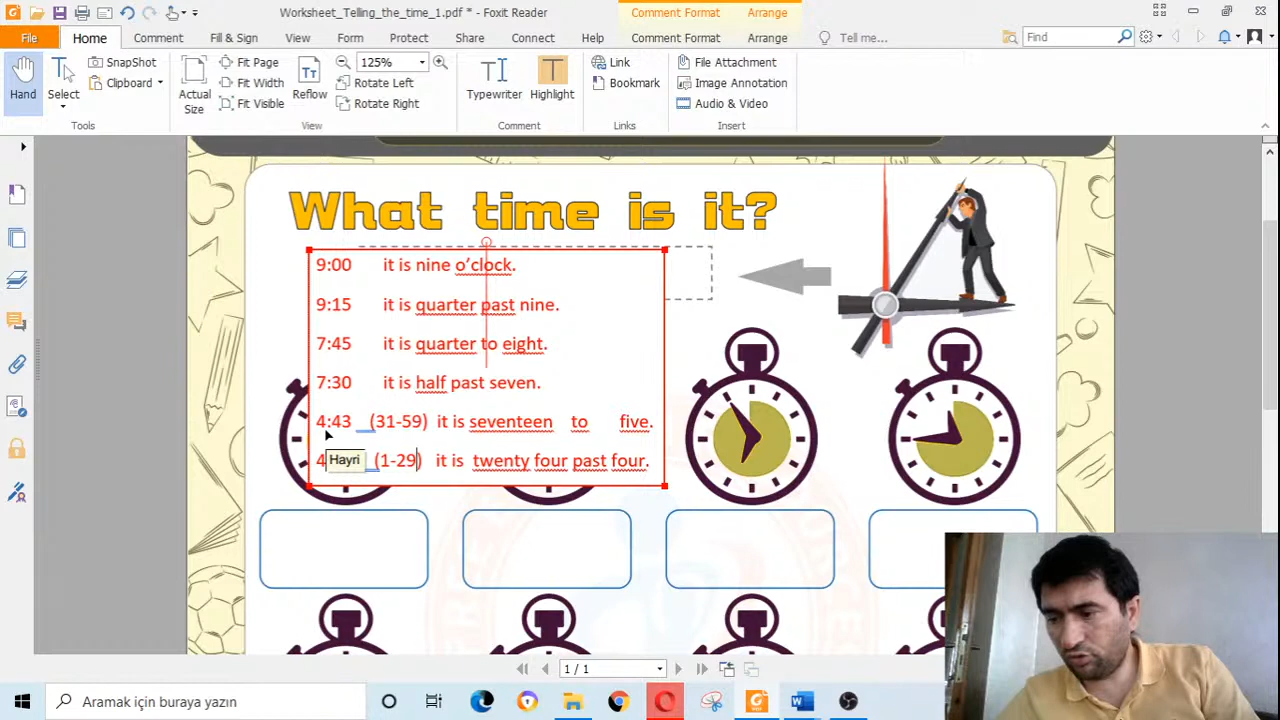 Worksheet_Telling_the_time_1.pdf * - Foxit Reader
Comment Format
Arrange
File
Home
Comment
Fill & Sign
View
Form
Protect
Share
Connect
Help
Comment Format
Arrange
Tell me...
Find
Hand
Select
SnapShot
Clipboard
Actual Size
Fit Page
Fit Width
Fit Visible
Reflow
125%
Rotate Left
Rotate Right
Typewriter
Highlight
Link
Bookmark
File Attachment
Image Annotation
Audio & Video
Tools
View
Comment
Links
Insert
What time is it?
9:00 it is nine o'clock.
9:15 it is quarter past nine.
7:45 it is quarter to eight.
7:30 it is half past seven.
4:43 (31-59) it is seventeen to five.
4 (1-29) it is twenty four past four.
Hayri
1 / 1
Aramak için buraya yazın